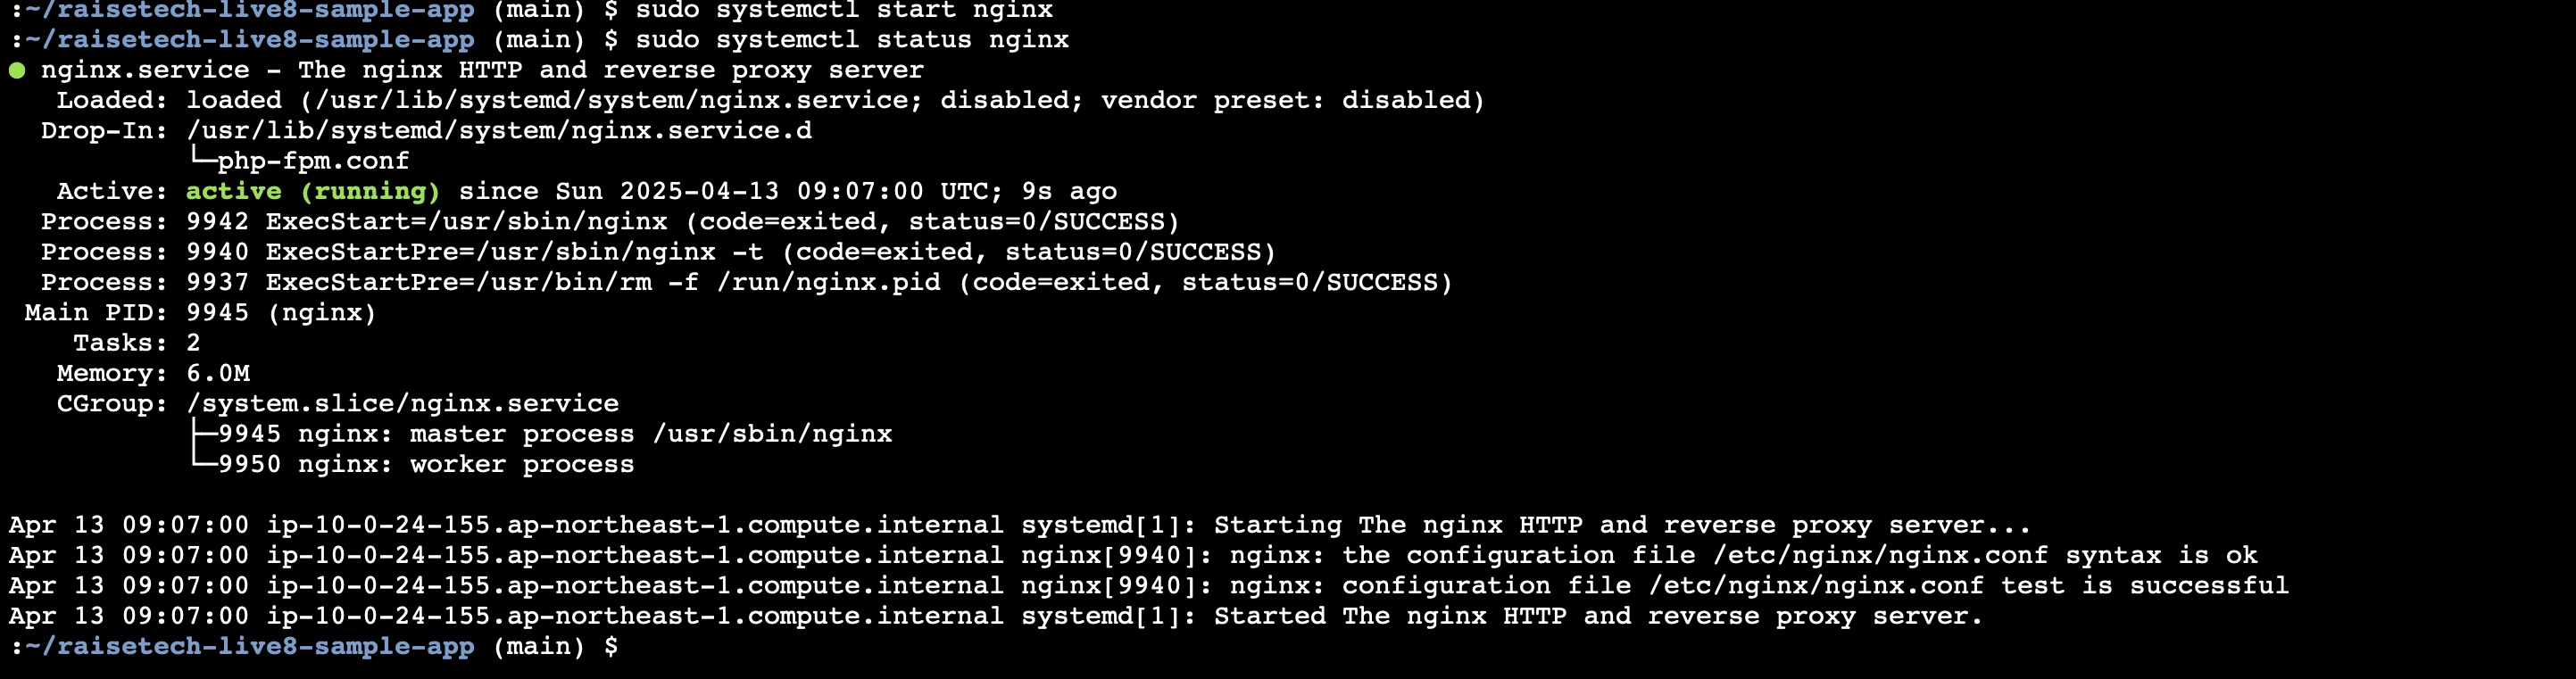 :~/raisetech-live8-sample-app (main) $ sudo systemctl start nginx
:~/raisetech-live8-sample-app (main) $ sudo systemctl status nginx
● nginx.service - The nginx HTTP and reverse proxy server
   Loaded: loaded (/usr/lib/systemd/system/nginx.service; disabled; vendor preset: disabled)
  Drop-In: /usr/lib/systemd/system/nginx.service.d
           └─php-fpm.conf
   Active: active (running) since Sun 2025-04-13 09:07:00 UTC; 9s ago
  Process: 9942 ExecStart=/usr/sbin/nginx (code=exited, status=0/SUCCESS)
  Process: 9940 ExecStartPre=/usr/sbin/nginx -t (code=exited, status=0/SUCCESS)
  Process: 9937 ExecStartPre=/usr/bin/rm -f /run/nginx.pid (code=exited, status=0/SUCCESS)
 Main PID: 9945 (nginx)
    Tasks: 2
   Memory: 6.0M
   CGroup: /system.slice/nginx.service
           ├─9945 nginx: master process /usr/sbin/nginx
           └─9950 nginx: worker process

Apr 13 09:07:00 ip-10-0-24-155.ap-northeast-1.compute.internal systemd[1]: Starting The nginx HTTP and reverse proxy server...
Apr 13 09:07:00 ip-10-0-24-155.ap-northeast-1.compute.internal nginx[9940]: nginx: the configuration file /etc/nginx/nginx.conf syntax is ok
Apr 13 09:07:00 ip-10-0-24-155.ap-northeast-1.compute.internal nginx[9940]: nginx: configuration file /etc/nginx/nginx.conf test is successful
Apr 13 09:07:00 ip-10-0-24-155.ap-northeast-1.compute.internal systemd[1]: Started The nginx HTTP and reverse proxy server.
:~/raisetech-live8-sample-app (main) $